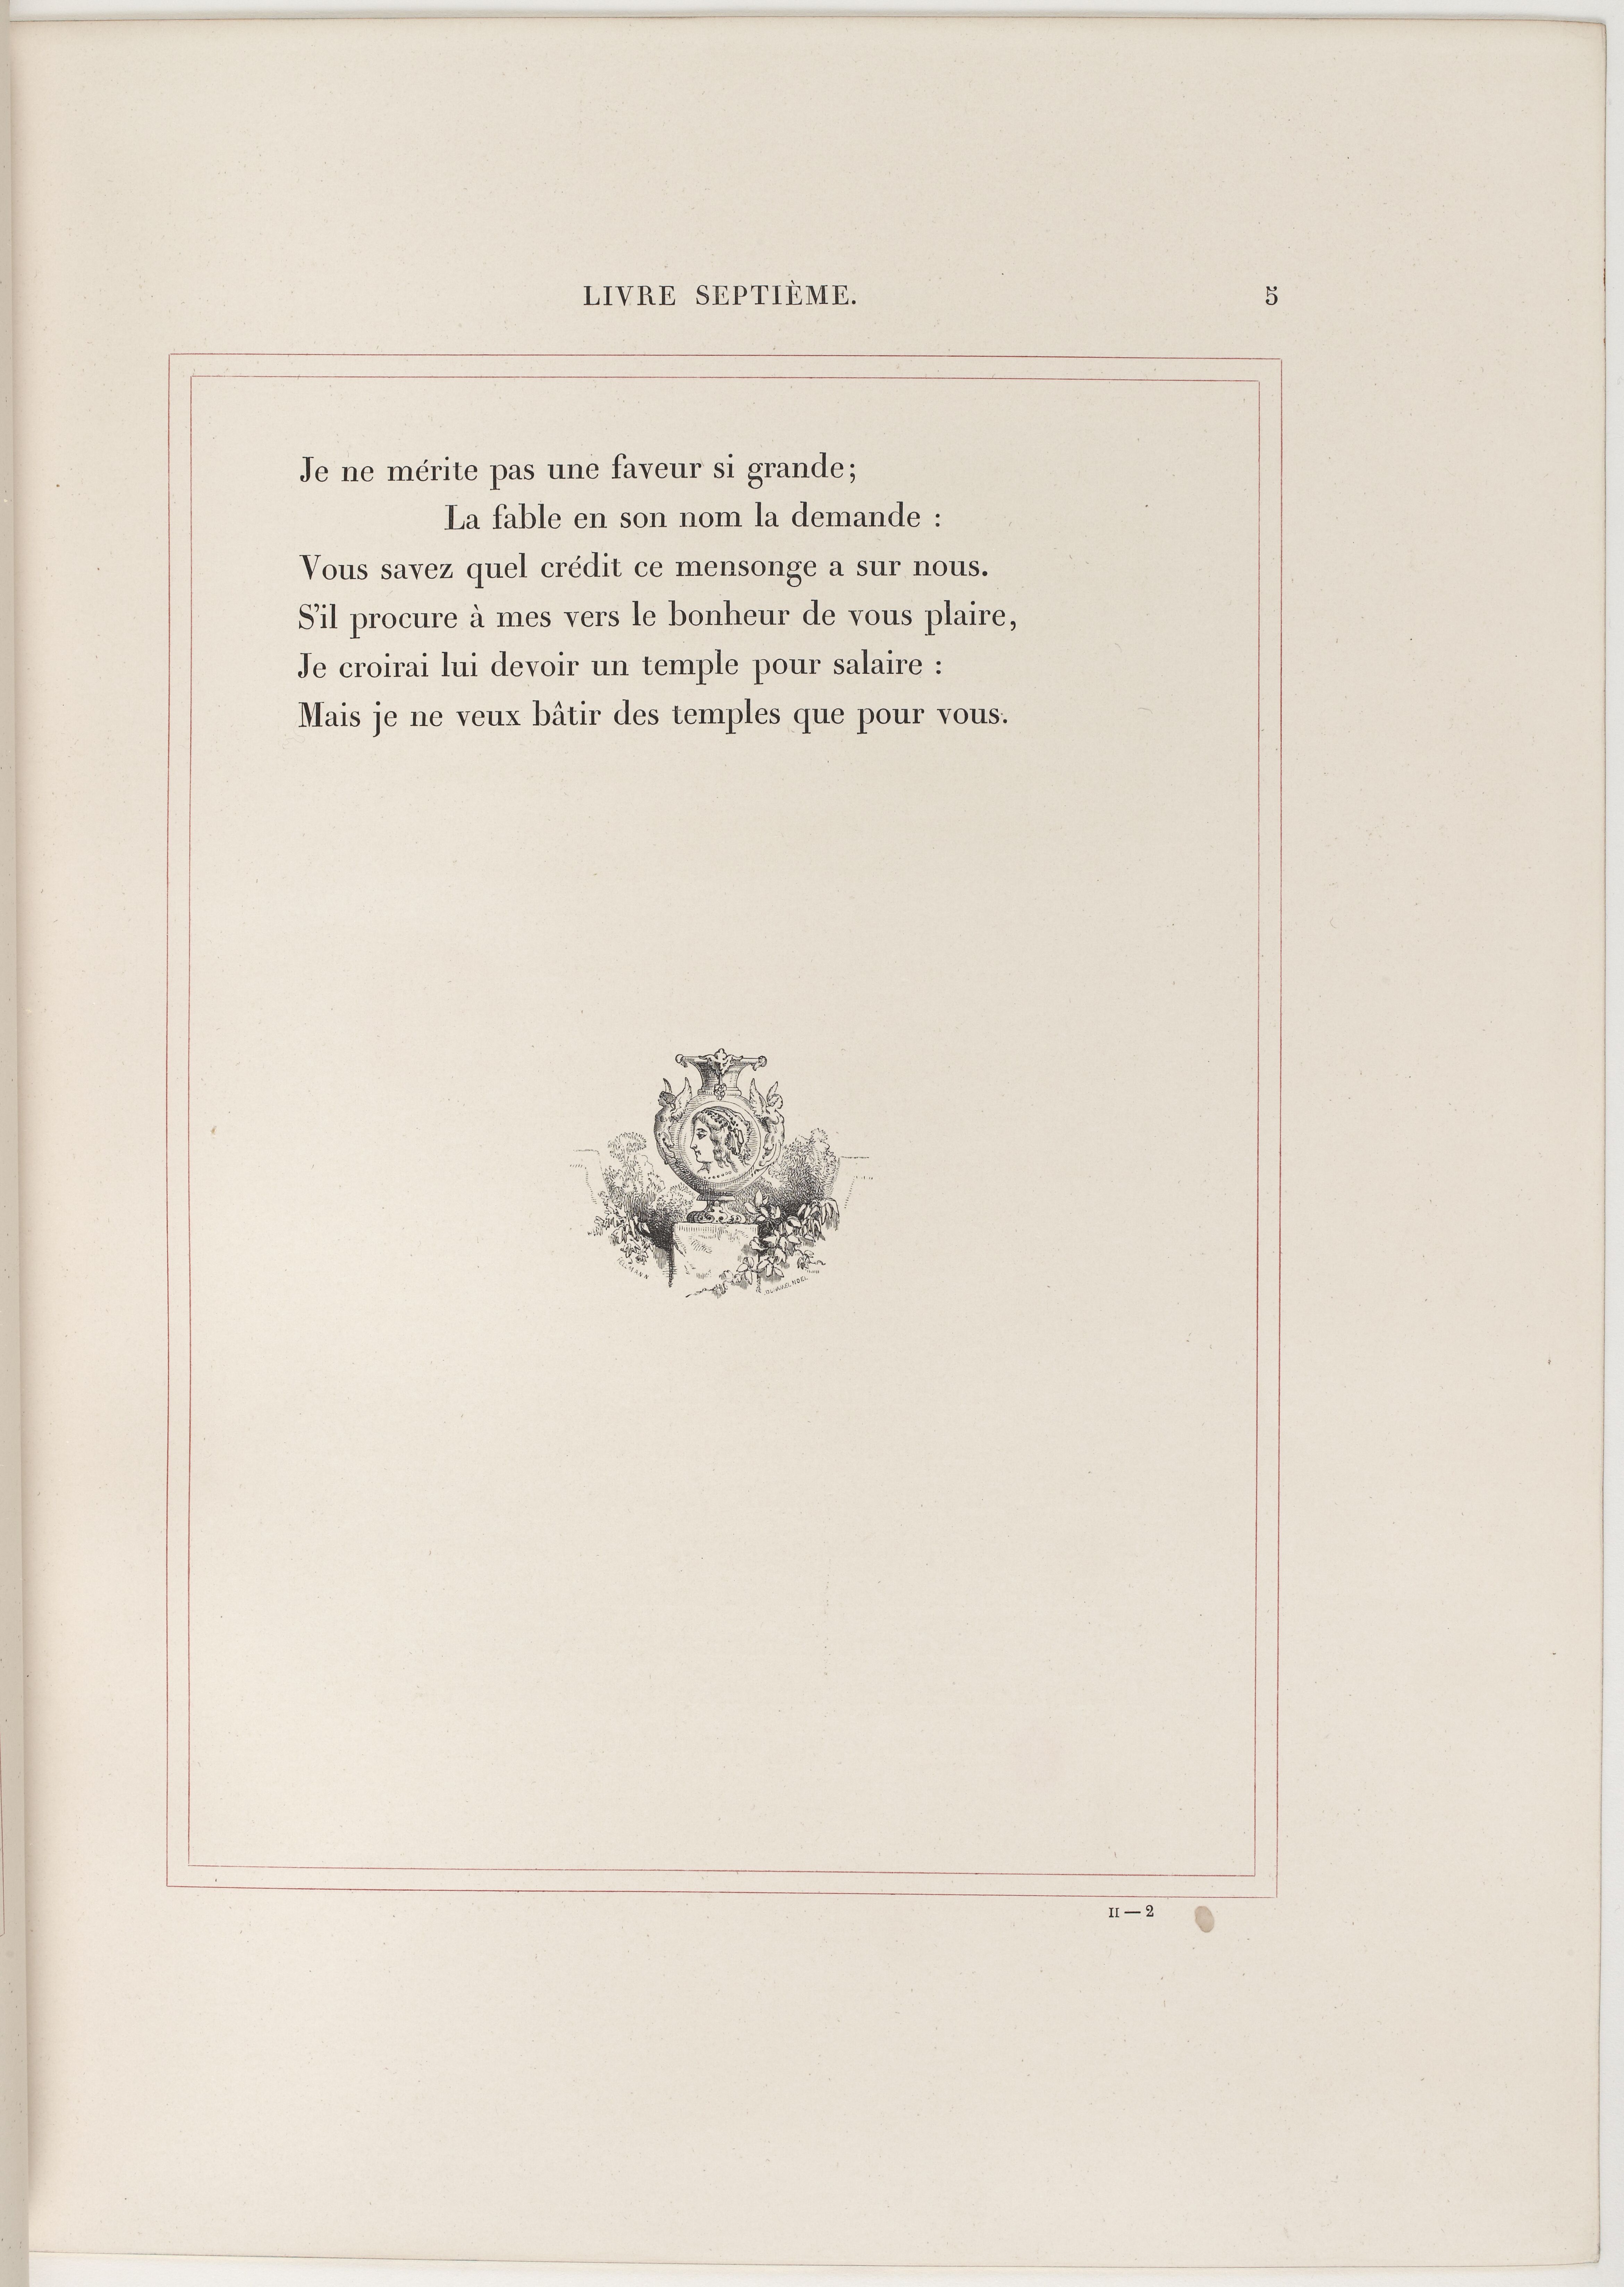 LIVRE SEPTIÈME. 5
Je ne mérite pas une faveur si grande;
La fable en son nom la demande :
Vous savez quel crédit ce mensonge a sur nous.
S'il procure à mes vers le bonheur de vous plaire,
Je croirai lui devoir un temple pour salaire :
Mais je ne veux bâtir des temples que pour vous.
II — 2